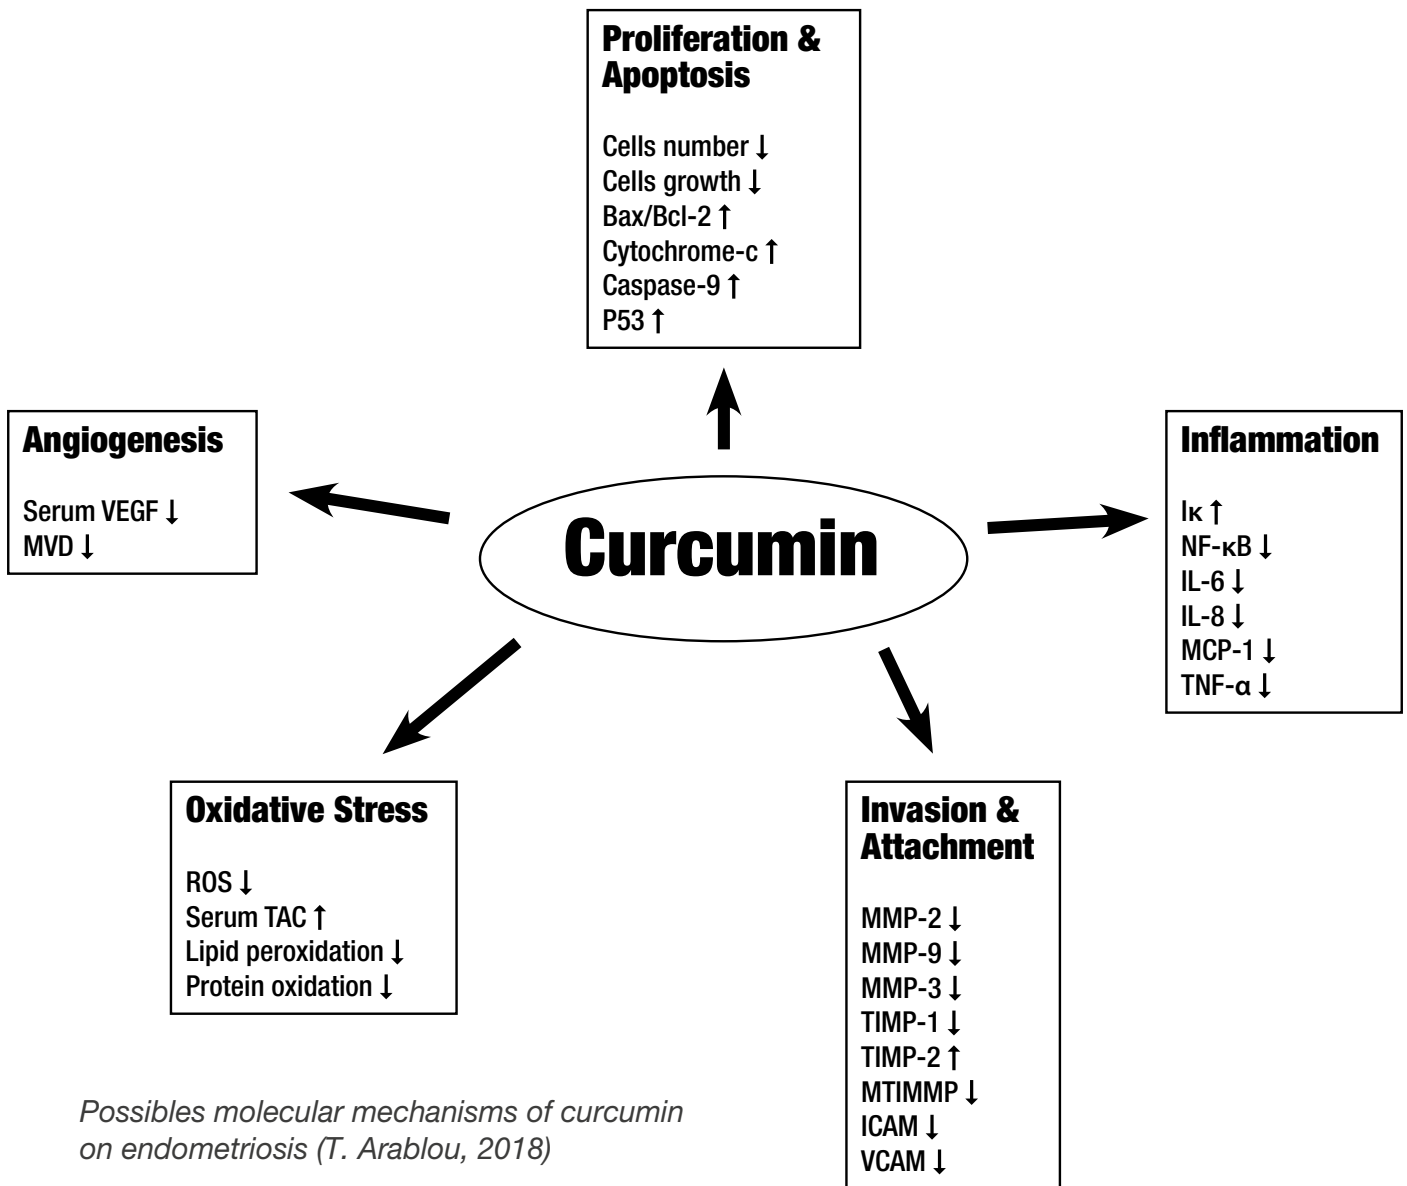 Proliferation &
Apoptosis
Cells number ↓
Cells growth ↓
Bax/Bcl-2 ↑
Cytochrome-c ↑
Caspase-9 ↑
P53 ↑
Angiogenesis
Serum VEGF ↓
MVD ↓
Curcumin
Inflammation
Iκ ↑
NF-κB ↓
IL-6 ↓
IL-8 ↓
MCP-1 ↓
TNF-α ↓
Oxidative Stress
ROS ↓
Serum TAC ↑
Lipid peroxidation ↓
Protein oxidation ↓
Invasion &
Attachment
MMP-2 ↓
MMP-9 ↓
MMP-3 ↓
TIMP-1 ↓
TIMP-2 ↑
MTIMMP ↓
ICAM ↓
VCAM ↓
Possibles molecular mechanisms of curcumin
on endometriosis (T. Arablou, 2018)